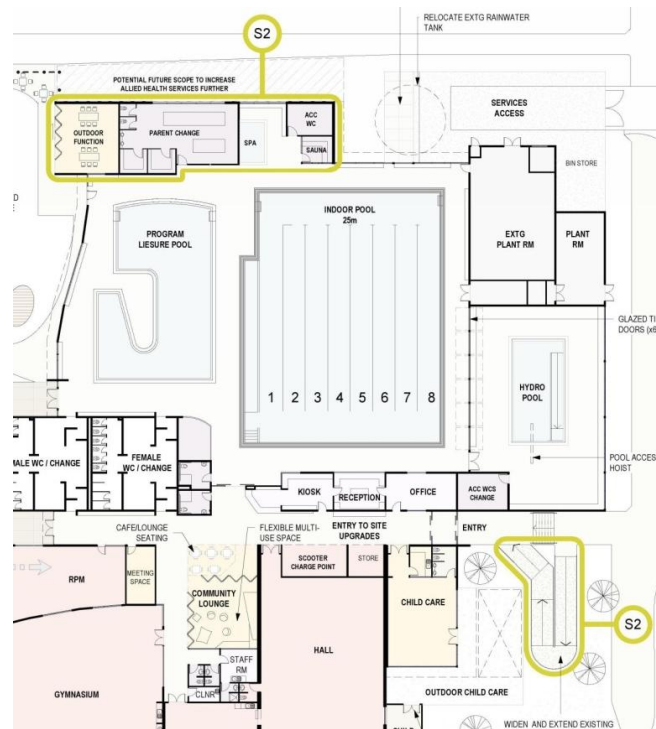 S2
RELOCATE EXTG RAINWATER
TANK
POTENTIAL FUTURE SCOPE TO INCREASE
ALLIED HEALTH SERVICES FURTHER
SERVICES
ACCESS
OUTDOOR
FUNCTION
PARENT CHANGE
SPA
ACC
WC
SAUNA
BIN STORE
PROGRAM
LIESURE POOL
INDOOR POOL
25m
EXTG
PLANT RM
PLANT
RM
GLAZED TI
DOORS (x6
1 2 3 4 5 6 7 8
HYDRO
POOL
POOL ACCES
HOIST
MALE WC / CHANGE
FEMALE
WC / CHANGE
KIOSK
RECEPTION
OFFICE
ACC WCS
CHANGE
CAFE/LOUNGE
SEATING
FLEXIBLE MULTI-
USE SPACE
ENTRY TO SITE
UPGRADES
ENTRY
RPM
MEETING
SPACE
SCOOTER
CHARGE POINT
STORE
COMMUNITY
LOUNGE
CHILD CARE
S2
HALL
STAFF
RM
CLNR
GYMNASIUM
OUTDOOR CHILD CARE
WIDEN AND EXTEND EXISTING